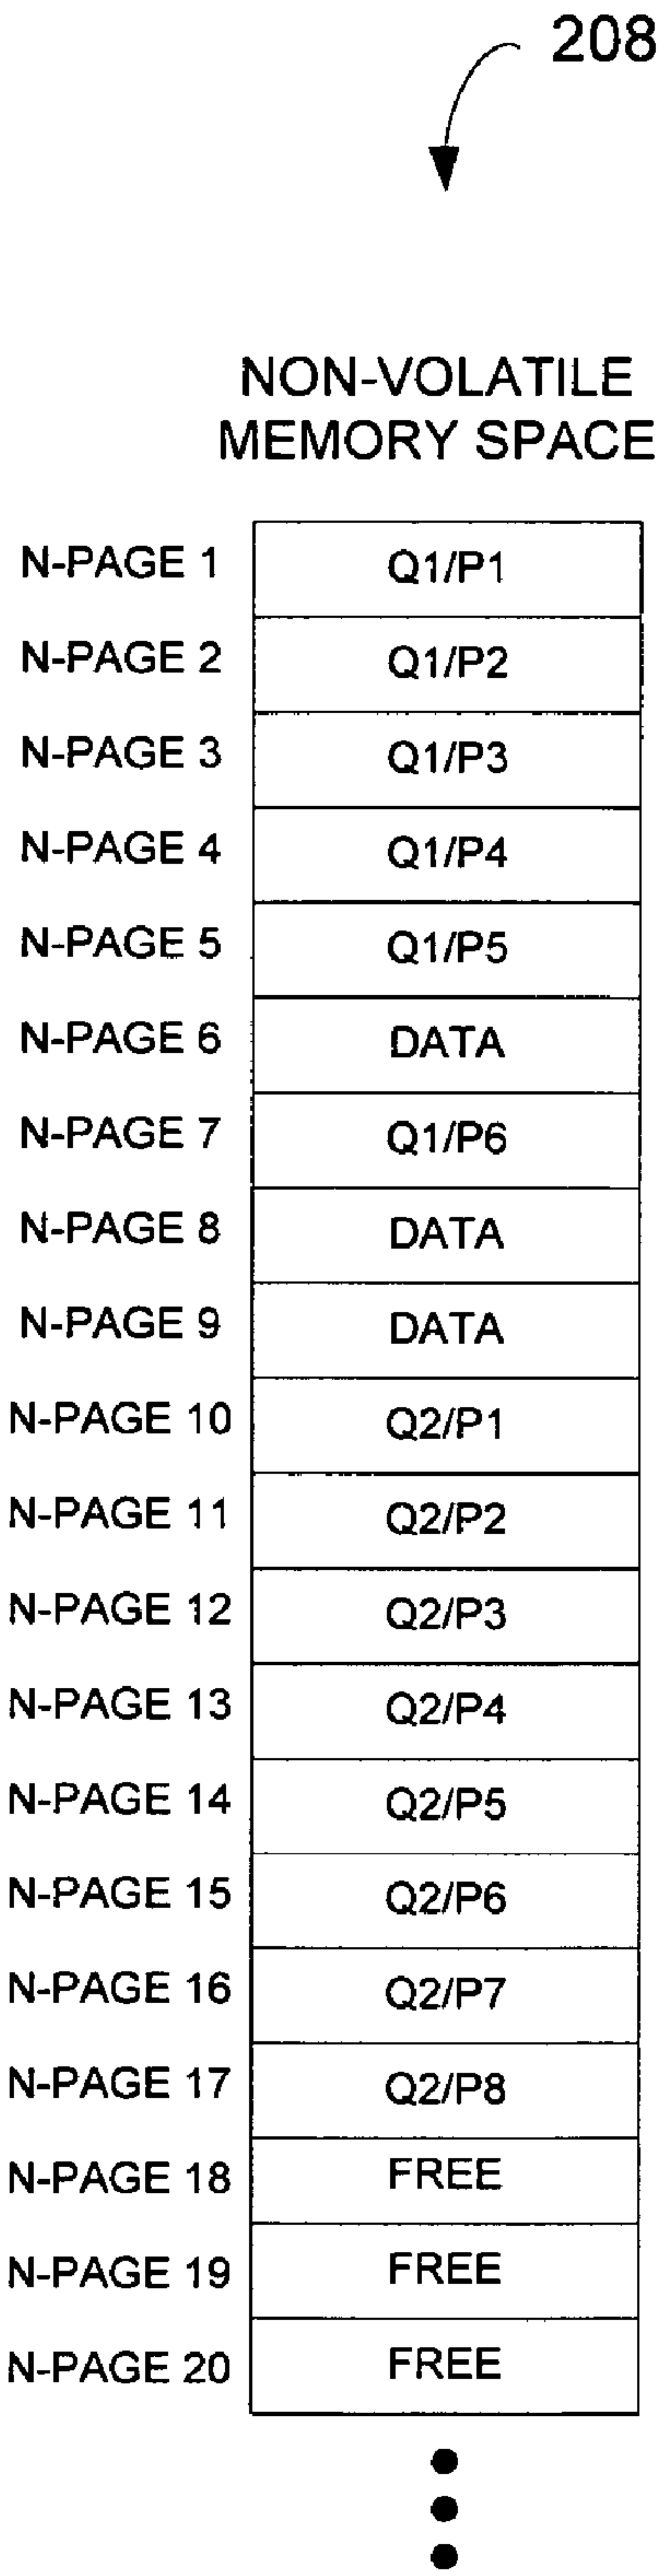 208
NON-VOLATILE
MEMORY SPACE
N-PAGE 1 Q1/P1
N-PAGE 2 Q1/P2
N-PAGE 3 Q1/P3
N-PAGE 4 Q1/P4
N-PAGE 5 Q1/P5
N-PAGE 6 DATA
N-PAGE 7 Q1/P6
N-PAGE 8 DATA
N-PAGE 9 DATA
N-PAGE 10 Q2/P1
N-PAGE 11 Q2/P2
N-PAGE 12 Q2/P3
N-PAGE 13 Q2/P4
N-PAGE 14 Q2/P5
N-PAGE 15 Q2/P6
N-PAGE 16 Q2/P7
N-PAGE 17 Q2/P8
N-PAGE 18 FREE
N-PAGE 19 FREE
N-PAGE 20 FREE